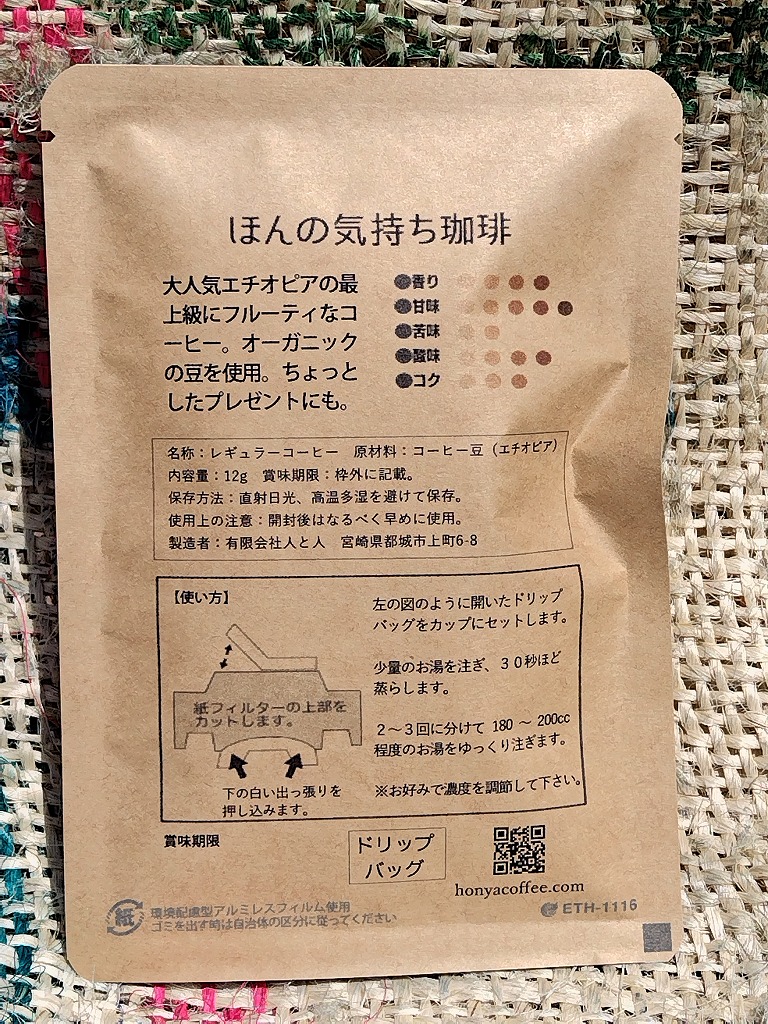 ほんの気持ち珈琲
大人気エチオピアの最
上級にフルーティなコ
ーヒー。オーガニック
の豆を使用。ちょっと
したプレゼントにも。
●香り
●甘味
●苦味
●酸味
●コク
名称：レギュラーコーヒー　原材料：コーヒー豆（エチオピア）
内容量：12g　賞味期限：枠外に記載。
保存方法：直射日光、高温多湿を避けて保存。
使用上の注意：開封後はなるべく早めに使用。
製造者：有限会社人と人　宮崎県都城市上町6-8
【使い方】
紙フィルターの上部を
カットします。
下の白い出っ張りを
押し込みます。
左の図のように開いたドリップ
バッグをカップにセットします。
少量のお湯を注ぎ、３０秒ほど
蒸らします。
２～３回に分けて 180 ～ 200cc
程度のお湯をゆっくり注ぎます。
※お好みで濃度を調節して下さい。
賞味期限
ドリップ
バッグ
honyacoffee.com
紙
環境配慮型アルミレスフィルム使用
ゴミを出す時は自治体の区分に従ってください
ETH-1116